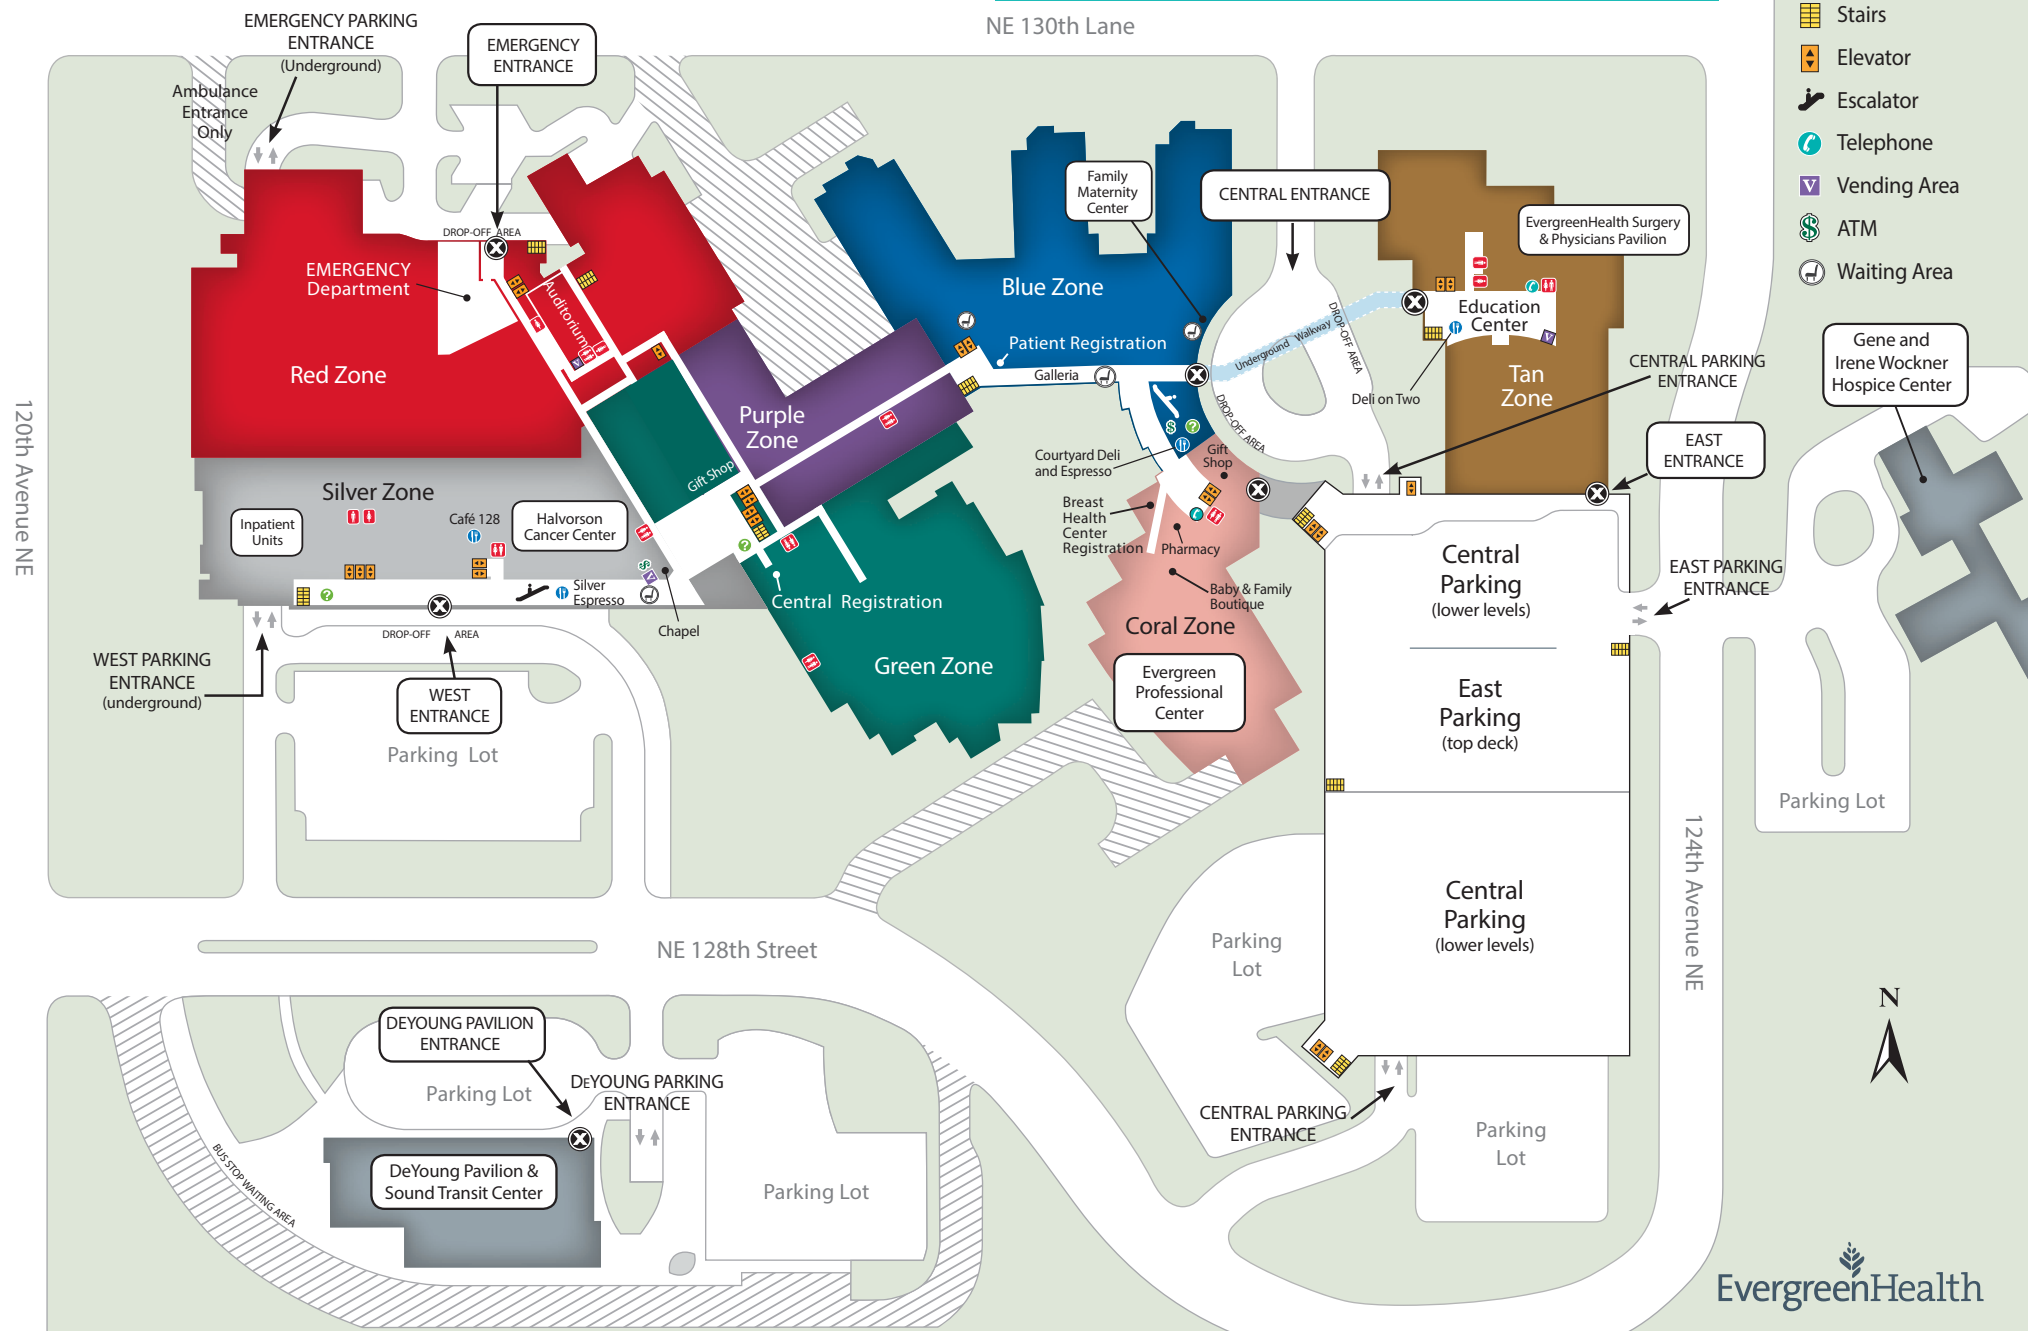 NE 130th Lane
EMERGENCY PARKING
ENTRANCE
(Underground)
EMERGENCY
ENTRANCE
Ambulance
Entrance
Only
DROP-OFF AREA
EMERGENCY
Department
Auditorium
V
Red Zone
Purple
Zone
Gift Shop
Blue Zone
Family
Maternity
Center
Patient Registration
Galleria
CENTRAL ENTRANCE
Underground Walkway
DROP-OFF AREA
DROP-OFF AREA
EvergreenHealth Surgery
& Physicians Pavilion
Education
Center
V
Deli on Two
Tan
Zone
CENTRAL PARKING
ENTRANCE
EAST
ENTRANCE
Gene and
Irene Wockner
Hospice Center
Stairs
Elevator
Escalator
Telephone
V Vending Area
$ ATM
Waiting Area
120th Avenue NE
Silver Zone
Inpatient
Units
Café 128
Halvorson
Cancer Center
?
Silver
Espresso
$
V
Chapel
?
Central Registration
Green Zone
$
?
Courtyard Deli
and Espresso
Gift
Shop
Breast
Health
Center
Registration
Pharmacy
Baby & Family
Boutique
Coral Zone
Evergreen
Professional
Center
DROP-OFF AREA
WEST PARKING
ENTRANCE
(underground)
WEST
ENTRANCE
Parking Lot
Central
Parking
(lower levels)
East
Parking
(top deck)
Central
Parking
(lower levels)
EAST PARKING
ENTRANCE
Parking Lot
124th Avenue NE
Parking
Lot
NE 128th Street
DEYOUNG PAVILION
ENTRANCE
Parking Lot
DEYOUNG PARKING
ENTRANCE
DeYoung Pavilion &
Sound Transit Center
BUS STOP WAITING AREA
Parking Lot
CENTRAL PARKING
ENTRANCE
Parking
Lot
N
EvergreenHealth